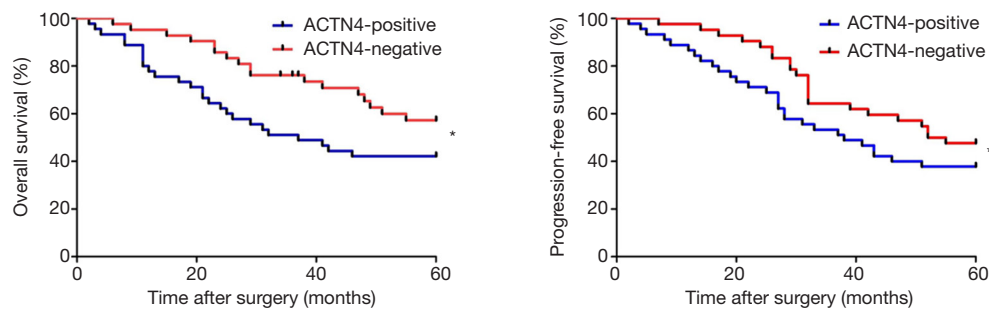 100
80
60
40
20
0
Overall survival (%)
ACTN4-positive
ACTN4-negative
*
0
20
40
60
Time after surgery (months)
100
80
60
40
20
0
Progression-free survival (%)
ACTN4-positive
ACTN4-negative
*
0
20
40
60
Time after surgery (months)